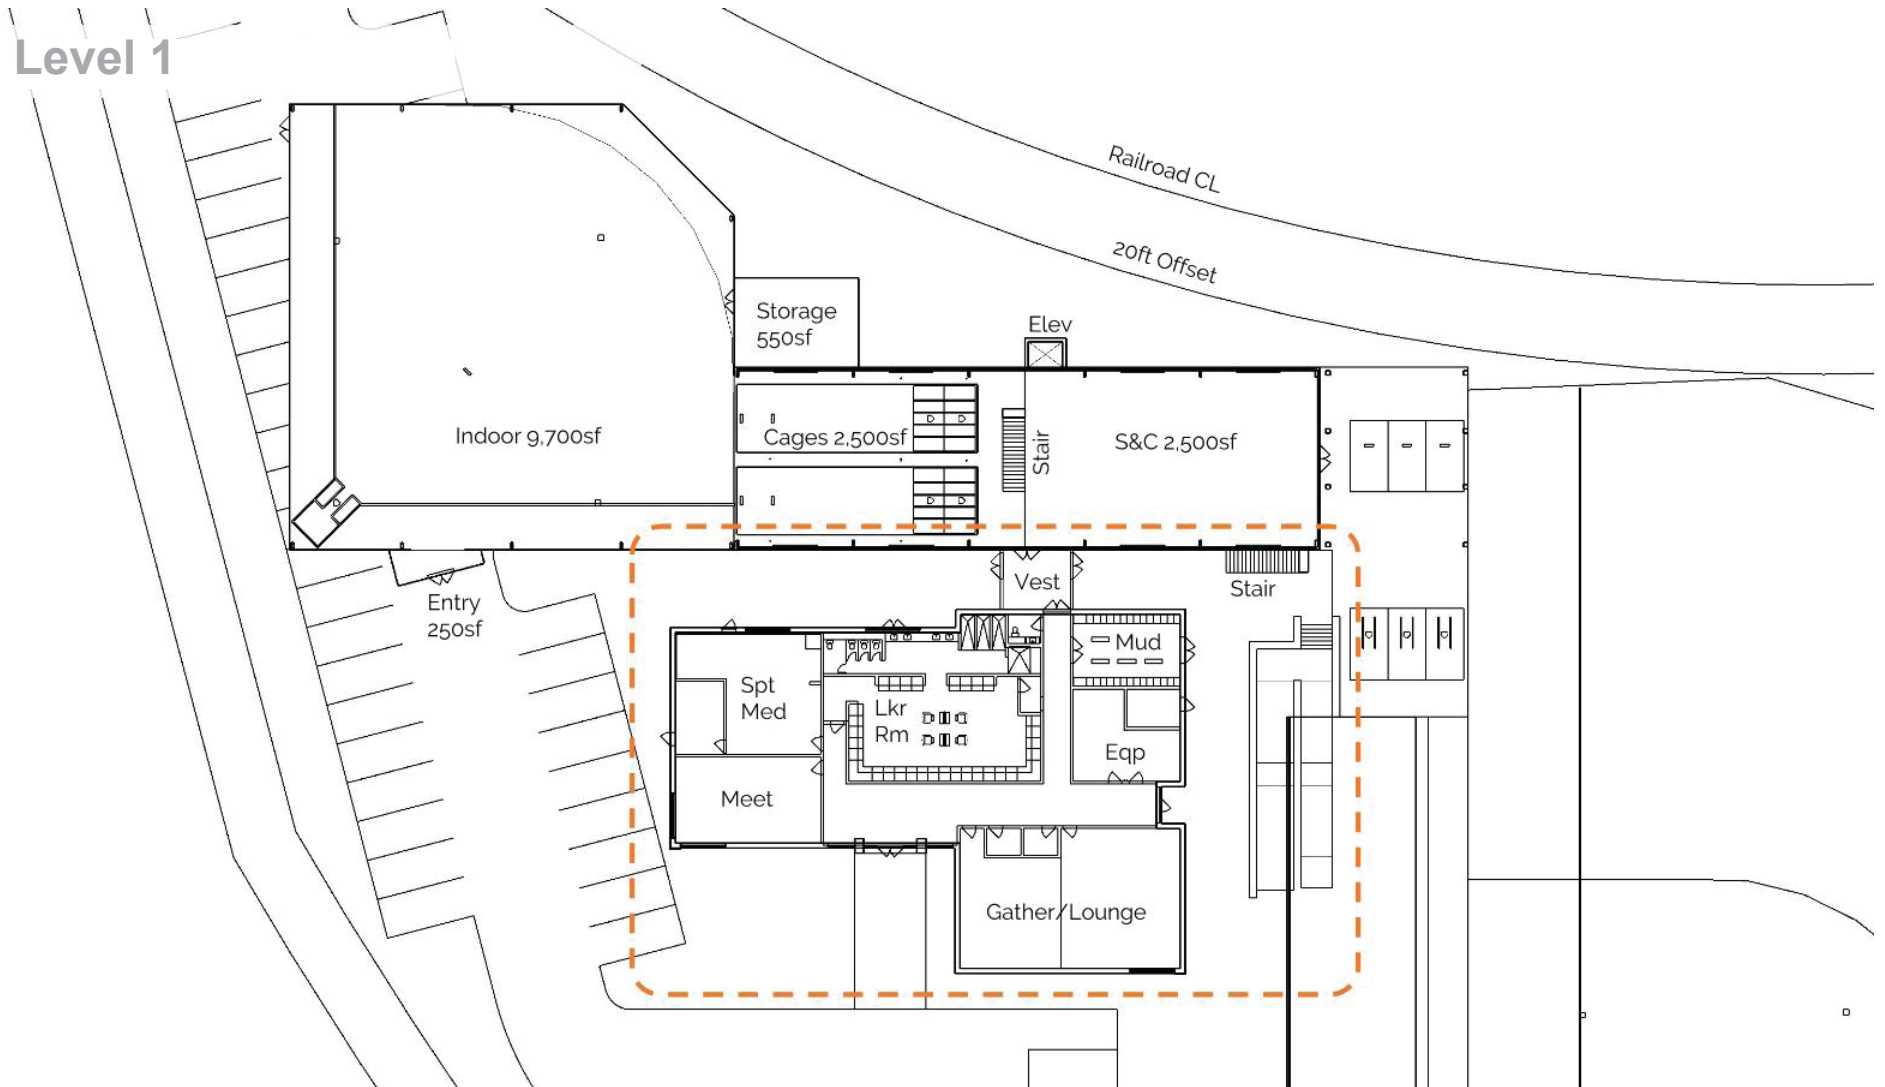 Level 1
Railroad CL
20ft Offset
Storage
550sf
Elev
Indoor 9,700sf
Cages 2,500sf
Stair
S&C 2,500sf
Entry
250sf
Vest
Stair
Mud
Spt
Med
Lkr
Rm
Eqp
Meet
Gather/Lounge